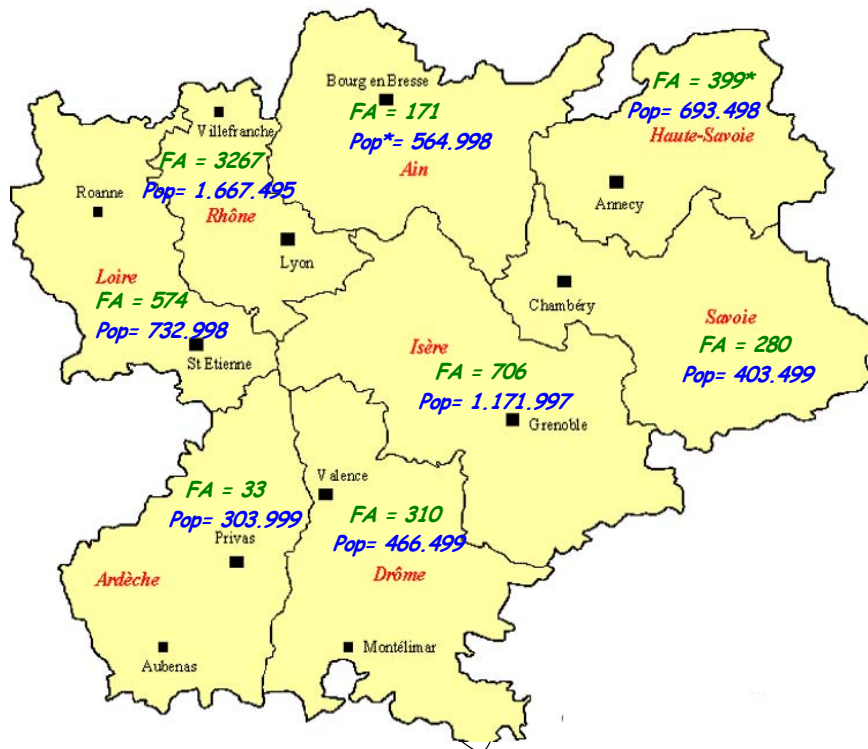 Bourg en Bresse
FA = 171
Pop*= 564.998
Ain
FA = 399*
Pop= 693.498
Haute-Savoie
Annecy
Villefranche
FA = 3267
Pop= 1.667.495
Rhône
Lyon
Roanne
Loire
FA = 574
Pop= 732.998
St Etienne
Chambéry
Savoie
FA = 280
Pop= 403.499
Isère
FA = 706
Pop= 1.171.997
Grenoble
FA = 33
Pop= 303.999
Privas
Ardèche
Aubenas
Valence
FA = 310
Pop= 466.499
Drôme
Montélimar